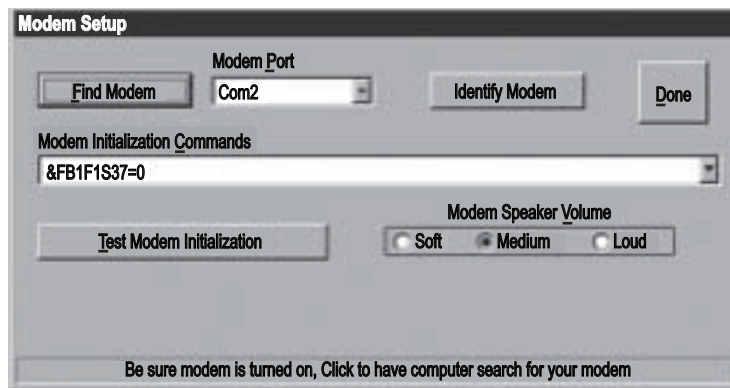 Modem Setup
Modem Port
Find Modem
Com2
Identify Modem
Done
Modem Initialization Commands
&FB1F1S37=0
Test Modem Initialization
Modem Speaker Volume
Soft
Medium
Loud
Be sure modem is turned on, Click to have computer search for your modem